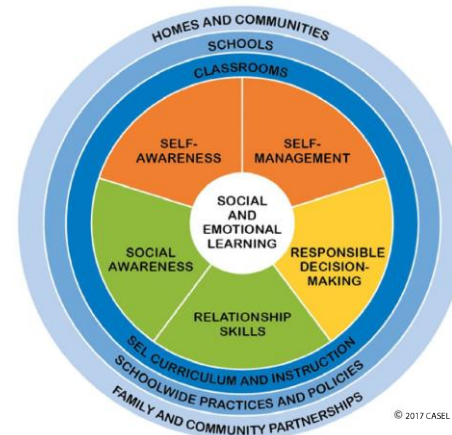 HOMES AND COMMUNITIES
SCHOOLS
CLASSROOMS
SELF-
AWARENESS
SELF-
MANAGEMENT
SOCIAL
AND
EMOTIONAL
LEARNING
SOCIAL
AWARENESS
RESPONSIBLE
DECISION-
MAKING
RELATIONSHIP
SKILLS
SEL CURRICULUM AND INSTRUCTION
SCHOOLWIDE PRACTICES AND POLICIES
FAMILY AND COMMUNITY PARTNERSHIPS
© 2017 CASEL